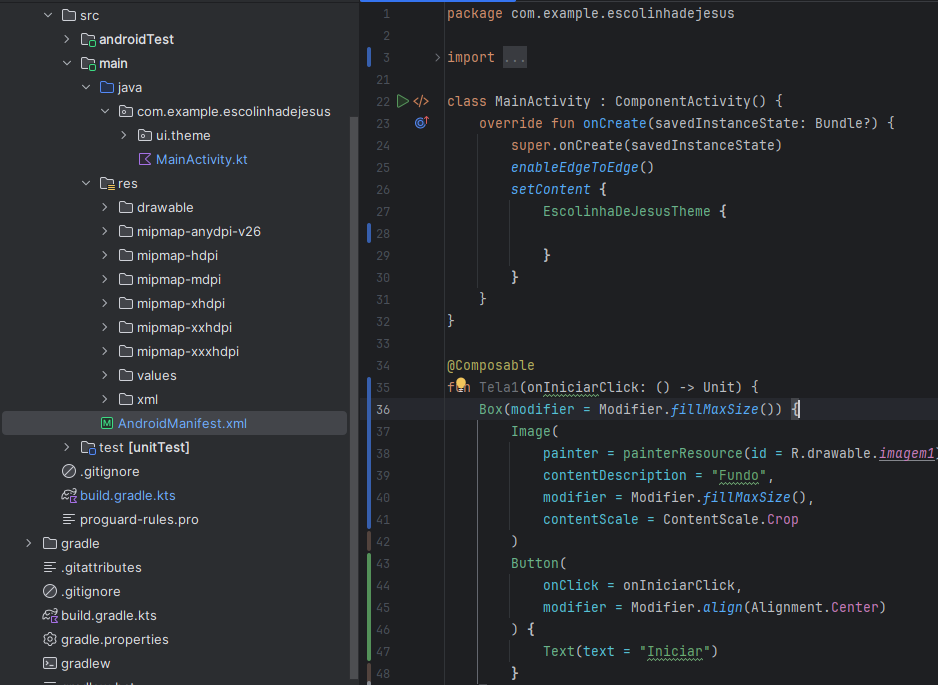 src
androidTest
main
java
com.example.escolinhadejesus
ui.theme
MainActivity.kt
res
drawable
mipmap-anydpi-v26
mipmap-hdpi
mipmap-mdpi
mipmap-xhdpi
mipmap-xxhdpi
mipmap-xxxhdpi
values
xml
AndroidManifest.xml
test [unitTest]
.gitignore
build.gradle.kts
proguard-rules.pro
gradle
.gitattributes
.gitignore
build.gradle.kts
gradle.properties
gradlew
1 package com.example.escolinhadejesus
2
3 import ...
21
22 class MainActivity : ComponentActivity() {
23 override fun onCreate(savedInstanceState: Bundle?) {
24 super.onCreate(savedInstanceState)
25 enableEdgeToEdge()
26 setContent {
27 EscolinhaDeJesusTheme {
28
29 }
30 }
31 }
32 }
33
34 @Composable
35 fun Tela1(onIniciarClick: () -> Unit) {
36 Box(modifier = Modifier.fillMaxSize()) {
37 Image(
38 painter = painterResource(id = R.drawable.imagem1)
39 contentDescription = "Fundo",
40 modifier = Modifier.fillMaxSize(),
41 contentScale = ContentScale.Crop
42 )
43 Button(
44 onClick = onIniciarClick,
45 modifier = Modifier.align(Alignment.Center)
46 ) {
47 Text(text = "Iniciar")
48 }